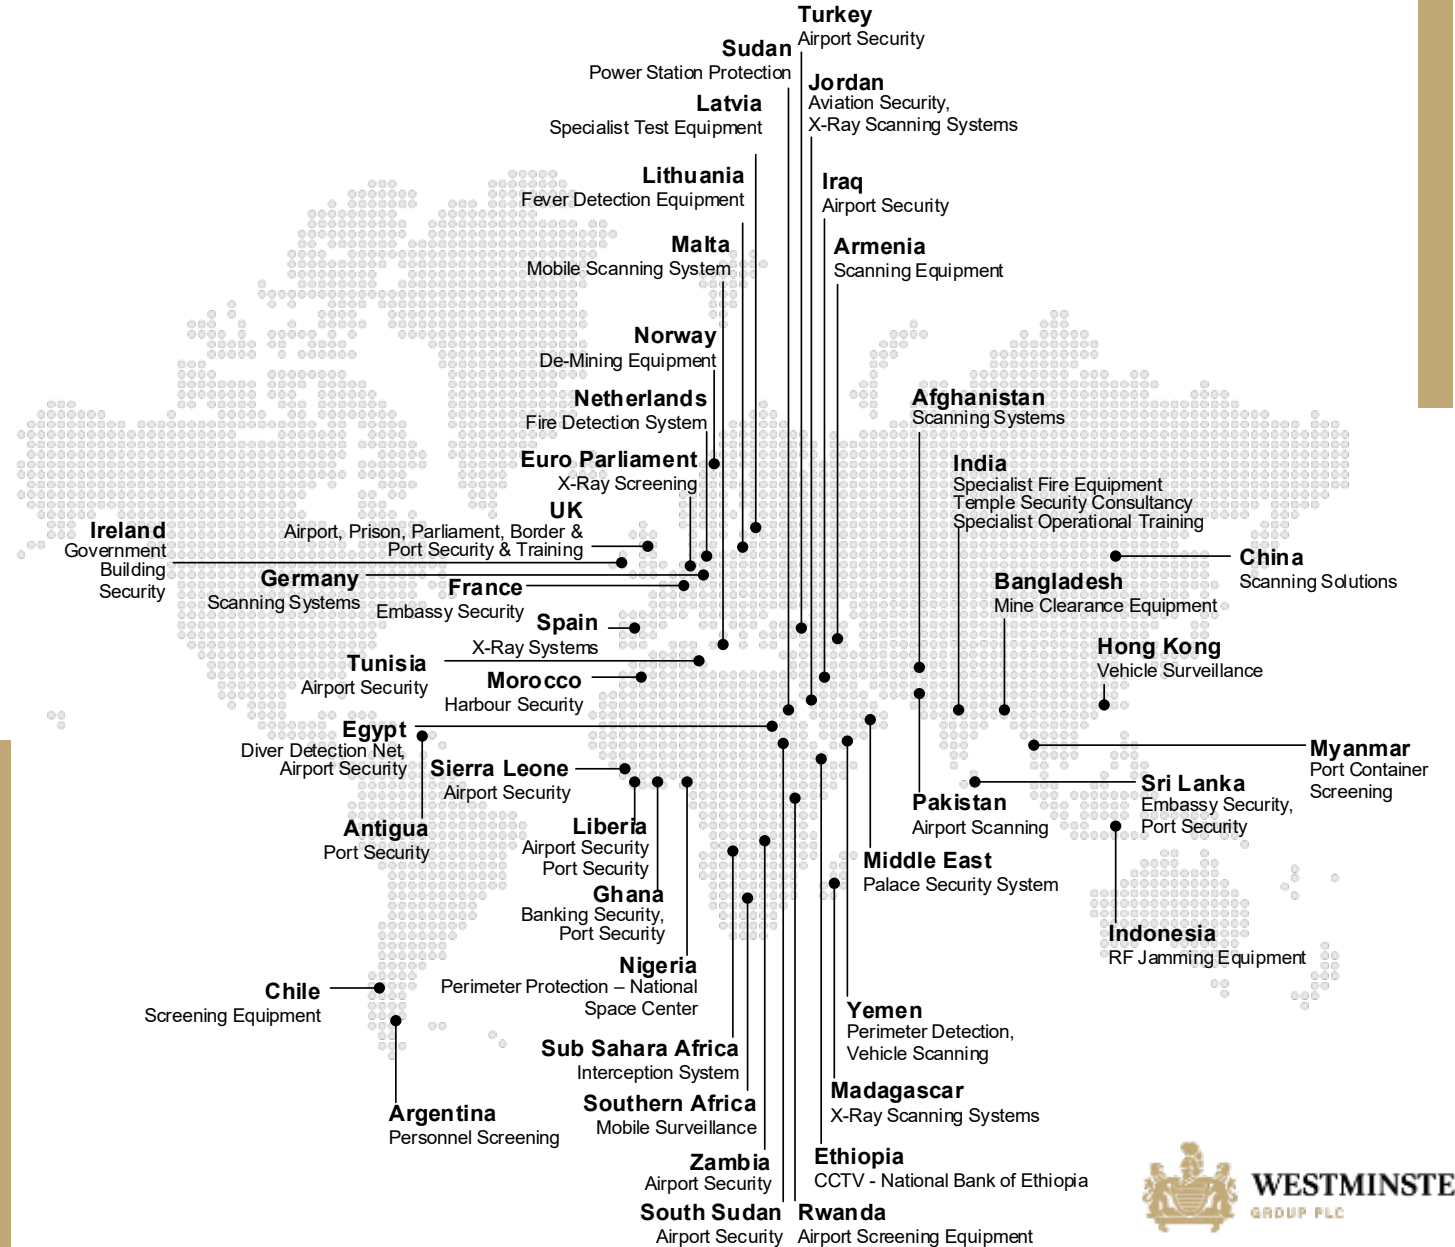 Turkey
Airport Security
Sudan
Power Station Protection
Jordan
Aviation Security,
X-Ray Scanning Systems
Latvia
Specialist Test Equipment
Lithuania
Fever Detection Equipment
Iraq
Airport Security
Malta
Mobile Scanning System
Armenia
Scanning Equipment
Norway
De-Mining Equipment
Netherlands
Fire Detection System
Afghanistan
Scanning Systems
Euro Parliament
X-Ray Screening
India
Specialist Fire Equipment
Temple Security Consultancy
Specialist Operational Training
UK
Airport, Prison, Parliament, Border &
Port Security & Training
Ireland
Government
Building
Security
China
Scanning Solutions
Germany
Scanning Systems
France
Embassy Security
Bangladesh
Mine Clearance Equipment
Spain
X-Ray Systems
Hong Kong
Vehicle Surveillance
Tunisia
Airport Security
Morocco
Harbour Security
Egypt
Diver Detection Net,
Airport Security
Sierra Leone
Airport Security
Myanmar
Port Container
Screening
Sri Lanka
Embassy Security,
Port Security
Pakistan
Airport Scanning
Antigua
Port Security
Liberia
Airport Security
Port Security
Middle East
Palace Security System
Ghana
Banking Security,
Port Security
Indonesia
RF Jamming Equipment
Nigeria
Perimeter Protection – National
Space Center
Chile
Screening Equipment
Yemen
Perimeter Detection,
Vehicle Scanning
Sub Sahara Africa
Interception System
Madagascar
X-Ray Scanning Systems
Southern Africa
Mobile Surveillance
Argentina
Personnel Screening
Zambia
Airport Security
Ethiopia
CCTV - National Bank of Ethiopia
South Sudan
Airport Security
Rwanda
Airport Screening Equipment
WESTMINSTE
GROUP PLC